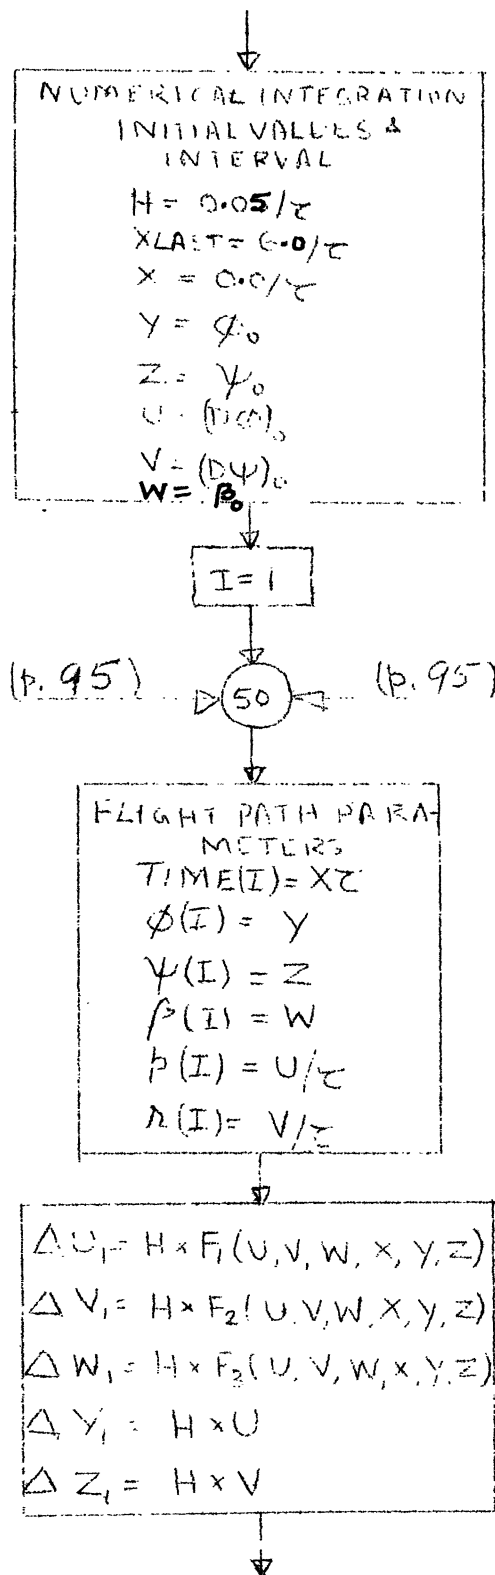 NUMERICAL INTEGRATION
INITIAL VALUES &
INTERVAL
H = 0.05/τ
XLAST = 6.0/τ
X = 0.0/τ
Y = φ₀
Z = ψ₀
U = (Dφ)₀
V = (Dψ)₀
W = β₀
I = 1
(p. 95) 50 (p. 95)
FLIGHT PATH PARA-
METERS
TIME(I) = Xτ
φ(I) = Y
ψ(I) = Z
β(I) = W
p(I) = U/τ
r(I) = V/τ
ΔU₁ = H × F₁(U, V, W, X, Y, Z)
ΔV₁ = H × F₂(U, V, W, X, Y, Z)
ΔW₁ = H × F₃(U, V, W, X, Y, Z)
ΔY₁ = H × U
ΔZ₁ = H × V